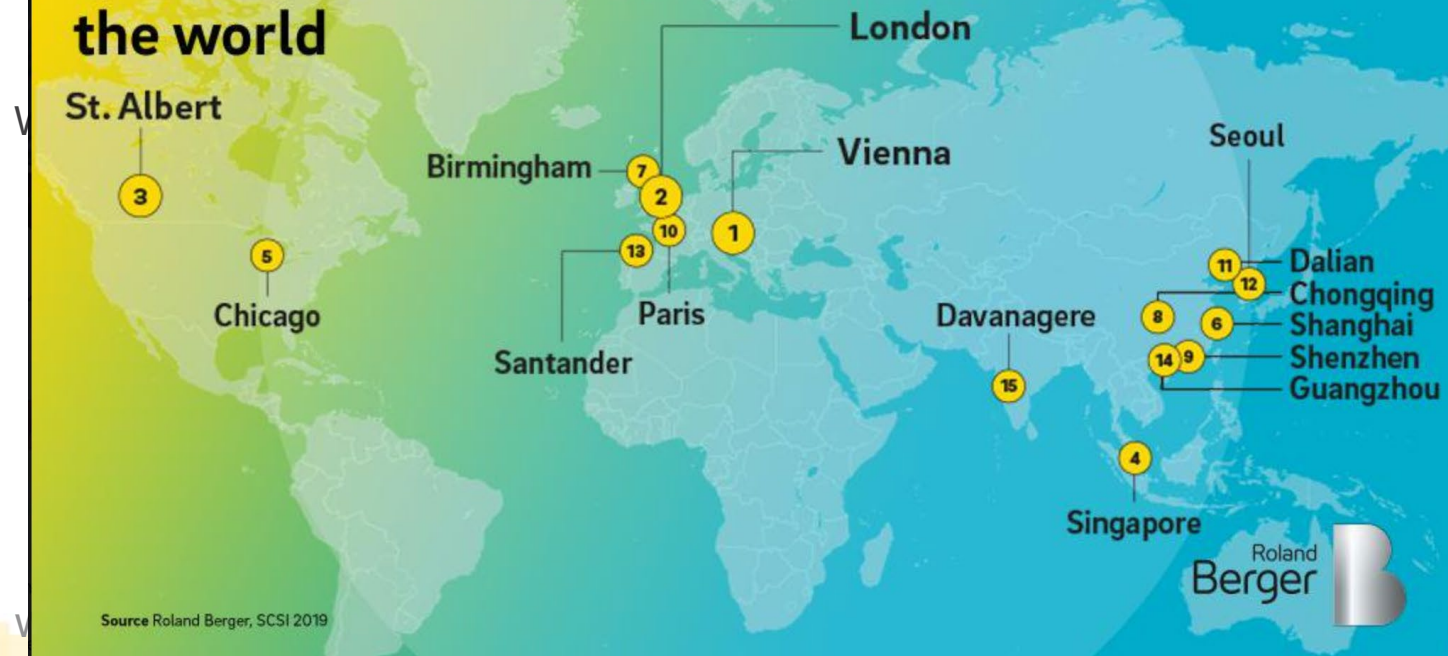 the world
London
St. Albert
Vienna
Seoul
Birmingham
7
3
2
10
1
13
5
11
Dalian
12
Chongqing
Chicago
Paris
Davanagere
8
6
Shanghai
Santander
14
9
Shenzhen
15
Guangzhou
4
Singapore
Roland
Berger
B
Source Roland Berger, SCSI 2019